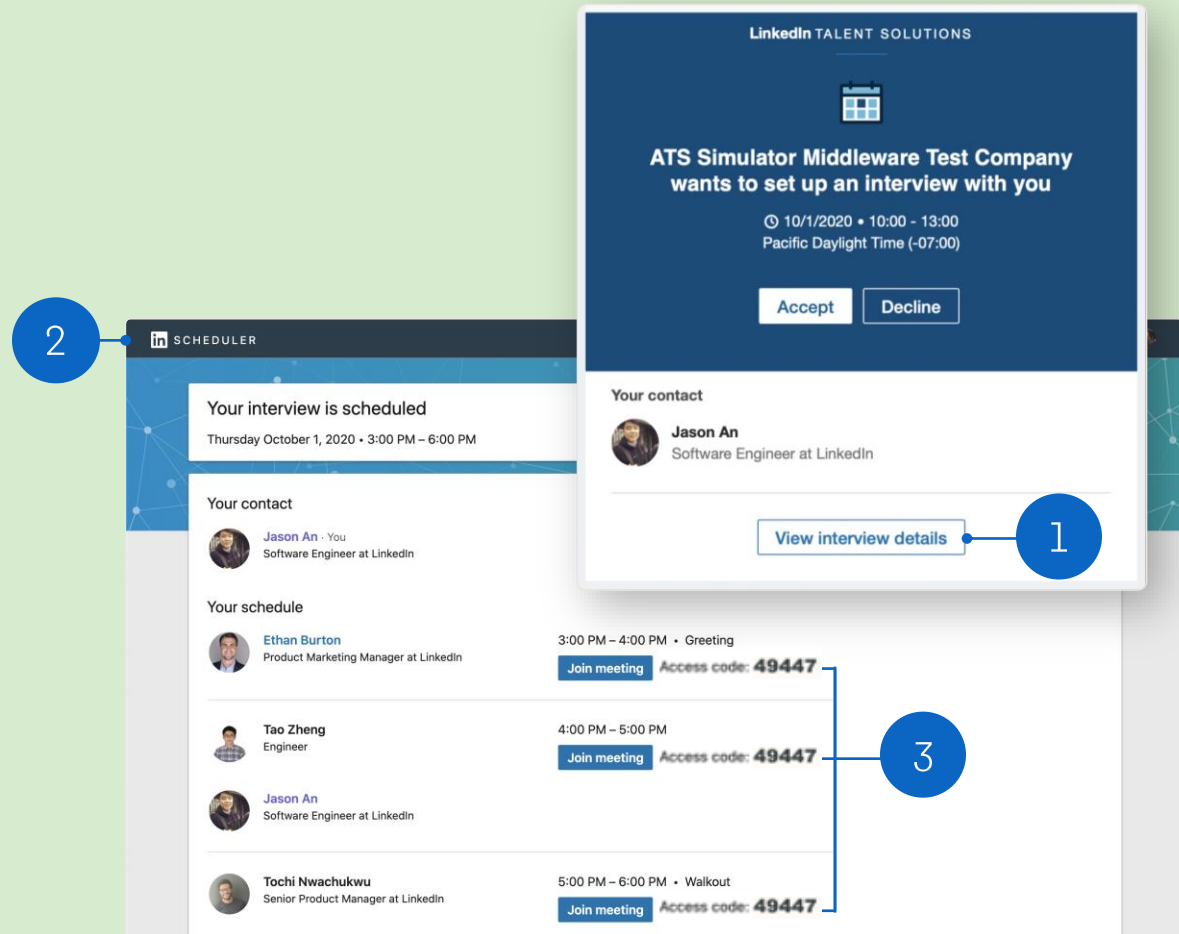 LinkedIn TALENT SOLUTIONS
ATS Simulator Middleware Test Company
wants to set up an interview with you
10/1/2020 • 10:00 - 13:00
Pacific Daylight Time (-07:00)
Accept Decline
Your contact
Jason An
Software Engineer at LinkedIn
View interview details
1
2
in SCHEDULER
Your interview is scheduled
Thursday October 1, 2020 • 3:00 PM – 6:00 PM
Your contact
Jason An · You
Software Engineer at LinkedIn
Your schedule
Ethan Burton
Product Marketing Manager at LinkedIn
3:00 PM – 4:00 PM • Greeting
Join meeting Access code: 49447
Tao Zheng
Engineer
4:00 PM – 5:00 PM
Join meeting Access code: 49447
Jason An
Software Engineer at LinkedIn
Tochi Nwachukwu
Senior Product Manager at LinkedIn
5:00 PM – 6:00 PM • Walkout
Join meeting Access code: 49447
3